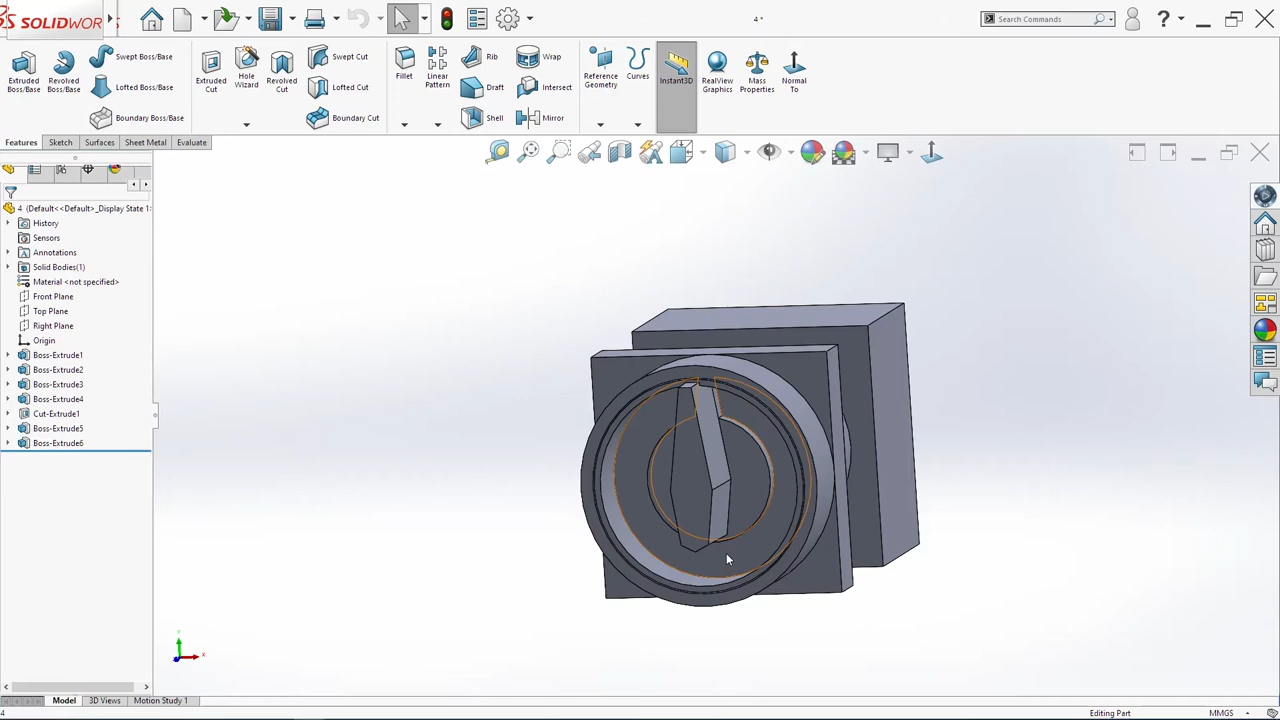 SOLIDWOR
4 *
Search Commands
?
Extruded Boss/Base
Revolved Boss/Base
Swept Boss/Base
Lofted Boss/Base
Boundary Boss/Base
Extruded Cut
Hole Wizard
Revolved Cut
Swept Cut
Lofted Cut
Boundary Cut
Fillet
Linear Pattern
Rib
Draft
Shell
Wrap
Intersect
Mirror
Reference Geometry
Curves
Instant3D
RealView Graphics
Mass Properties
Normal To
Features
Sketch
Surfaces
Sheet Metal
Evaluate
4 (Default<<Default>_Display State 1:
History
Sensors
Annotations
Solid Bodies(1)
Material <not specified>
Front Plane
Top Plane
Right Plane
Origin
Boss-Extrude1
Boss-Extrude2
Boss-Extrude3
Boss-Extrude4
Cut-Extrude1
Boss-Extrude5
Boss-Extrude6
Y
X
Z
Model
3D Views
Motion Study 1
4
Editing Part
MMGS